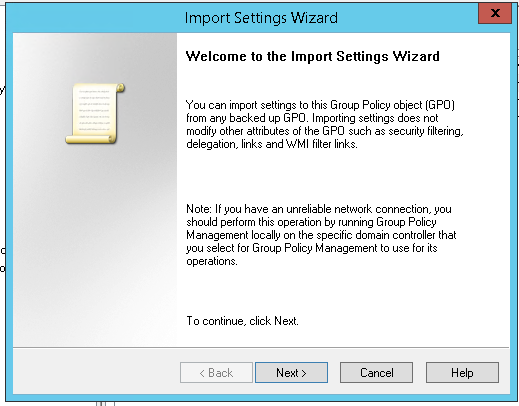 Import Settings Wizard
x
Welcome to the Import Settings Wizard
You can import settings to this Group Policy object (GPO)
from any backed up GPO. Importing settings does not
modify other attributes of the GPO such as security filtering,
delegation, links and WMI filter links.
Note: If you have an unreliable network connection, you
should perform this operation by running Group Policy
Management locally on the specific domain controller that
you select for Group Policy Management to use for its
operations.
To continue, click Next.
< Back
Next >
Cancel
Help